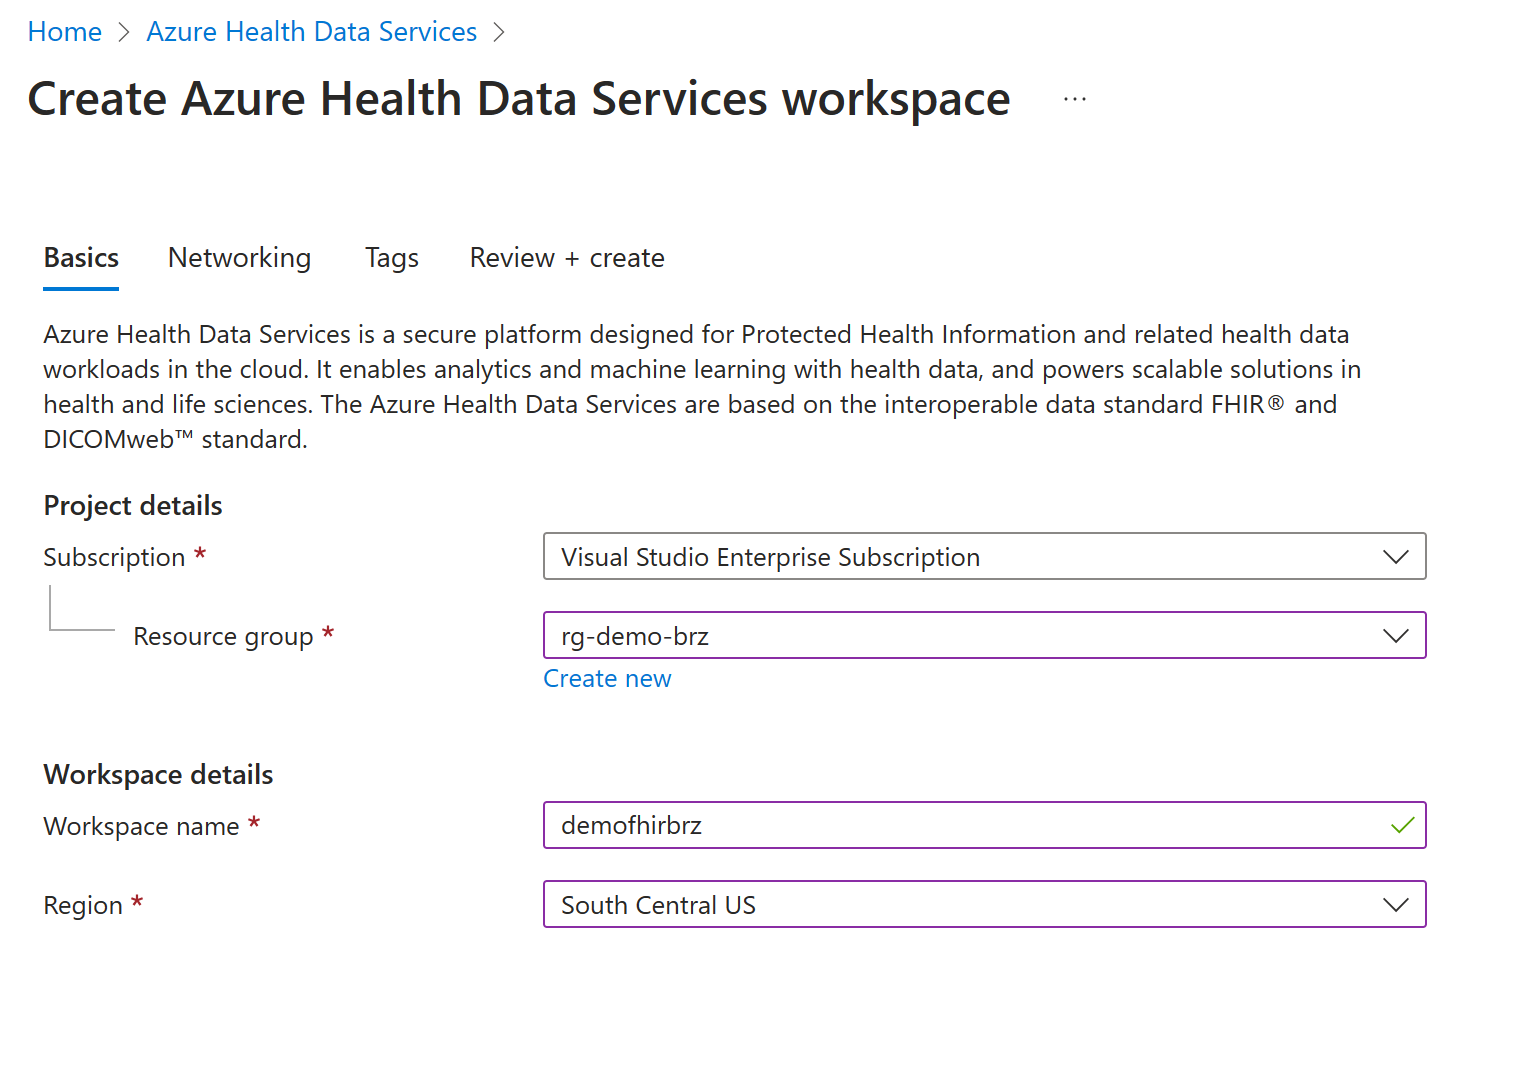 Home > Azure Health Data Services >
Create Azure Health Data Services workspace ...
Basics Networking Tags Review + create
Azure Health Data Services is a secure platform designed for Protected Health Information and related health data
workloads in the cloud. It enables analytics and machine learning with health data, and powers scalable solutions in
health and life sciences. The Azure Health Data Services are based on the interoperable data standard FHIR® and
DICOMweb™ standard.
Project details
Subscription * Visual Studio Enterprise Subscription
Resource group * rg-demo-brz
Create new
Workspace details
Workspace name * demofhirbrz
Region * South Central US